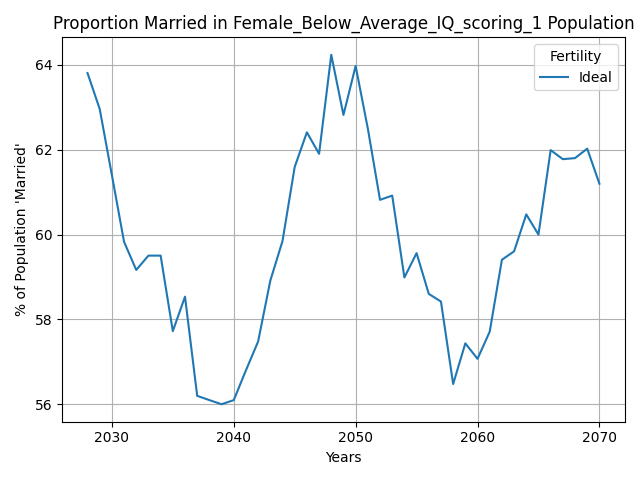 Proportion Married in Female_Below_Average_IQ_scoring_1 Population
Fertility
Ideal
% of Population 'Married'
64
62
60
58
56
2030 2040 2050 2060 2070
Years